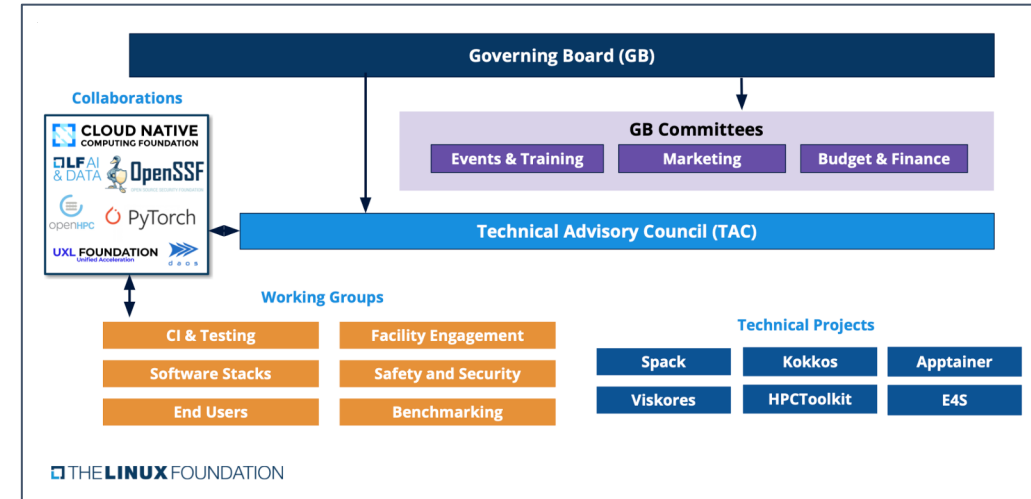 Governing Board (GB)
Collaborations
CLOUD NATIVE
COMPUTING FOUNDATION
LF AI
& DATA
OpenSSF
OPEN SOURCE SECURITY FOUNDATION
openHPC
PyTorch
UXL FOUNDATION
Unified Acceleration
daos
GB Committees
Events & Training
Marketing
Budget & Finance
Technical Advisory Council (TAC)
Working Groups
CI & Testing
Facility Engagement
Software Stacks
Safety and Security
End Users
Benchmarking
Technical Projects
Spack
Kokkos
Apptainer
Viskores
HPCToolkit
E4S
THE LINUX FOUNDATION